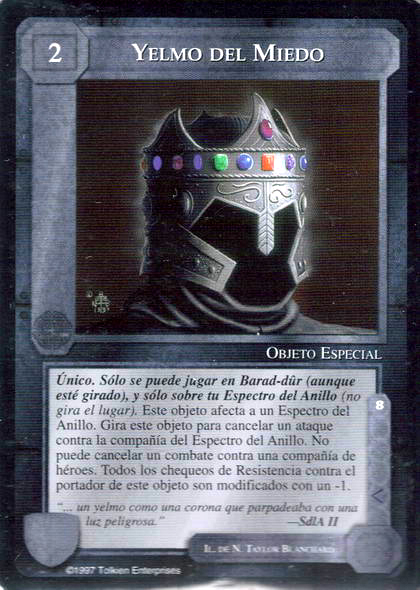 2
YELMO DEL MIEDO
OBJETO ESPECIAL
Único. Sólo se puede jugar en Barad-dûr (aunque
esté girado), y sólo sobre tu Espectro del Anillo (no
gira el lugar). Este objeto afecta a un Espectro del
Anillo. Gira este objeto para cancelar un ataque
contra la compañía del Espectro del Anillo. No
puede cancelar un combate contra una compañía de
héroes. Todos los chequeos de Resistencia contra el
portador de este objeto son modificados con un -1.
8
"... un yelmo como una corona que parpadeaba con una
luz peligrosa."
—SdlA II
IL. DE N. TAYLOR BLANCHARD
©1997 Tolkien Enterprises